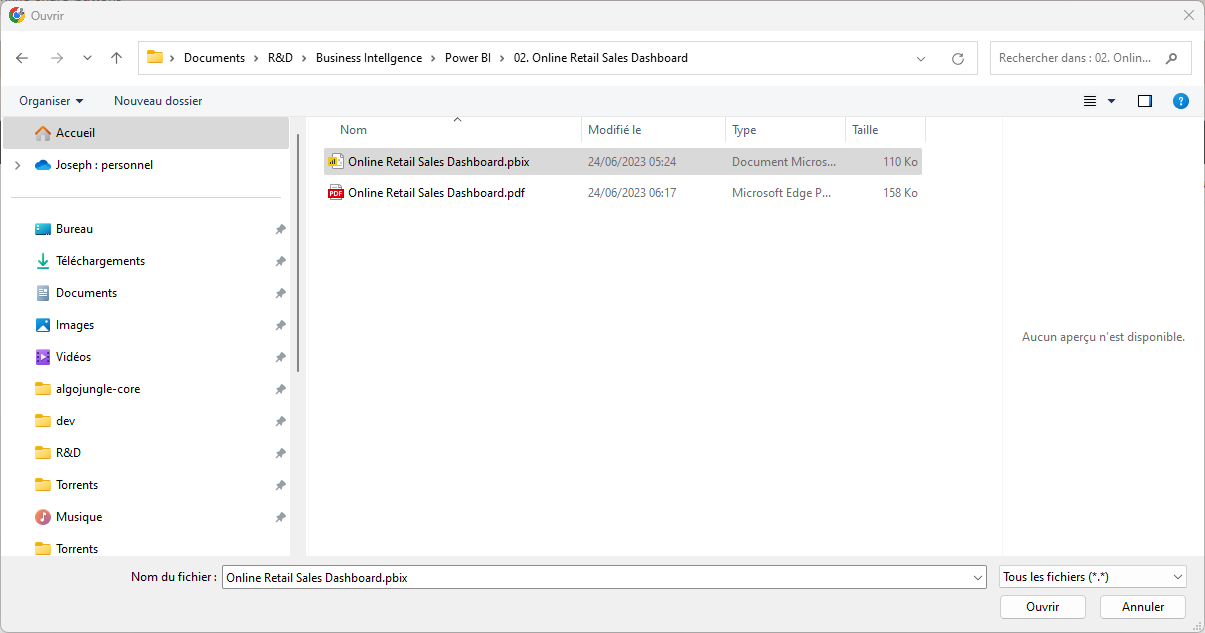 Ouvrir
Documents > R&D > Business Intellgence > Power BI > 02. Online Retail Sales Dashboard
Rechercher dans : 02. Onlin...
Organiser
Nouveau dossier
Accueil
Joseph : personnel
Bureau
Téléchargements
Documents
Images
Vidéos
algojungle-core
dev
R&D
Torrents
Musique
Torrents
Nom Modifié le Type Taille
Online Retail Sales Dashboard.pbix 24/06/2023 05:24 Document Micros... 110 Ko
PDF Online Retail Sales Dashboard.pdf 24/06/2023 06:17 Microsoft Edge P... 158 Ko
Aucun aperçu n'est disponible.
Nom du fichier : Online Retail Sales Dashboard.pbix
Tous les fichiers (*.*)
Ouvrir
Annuler